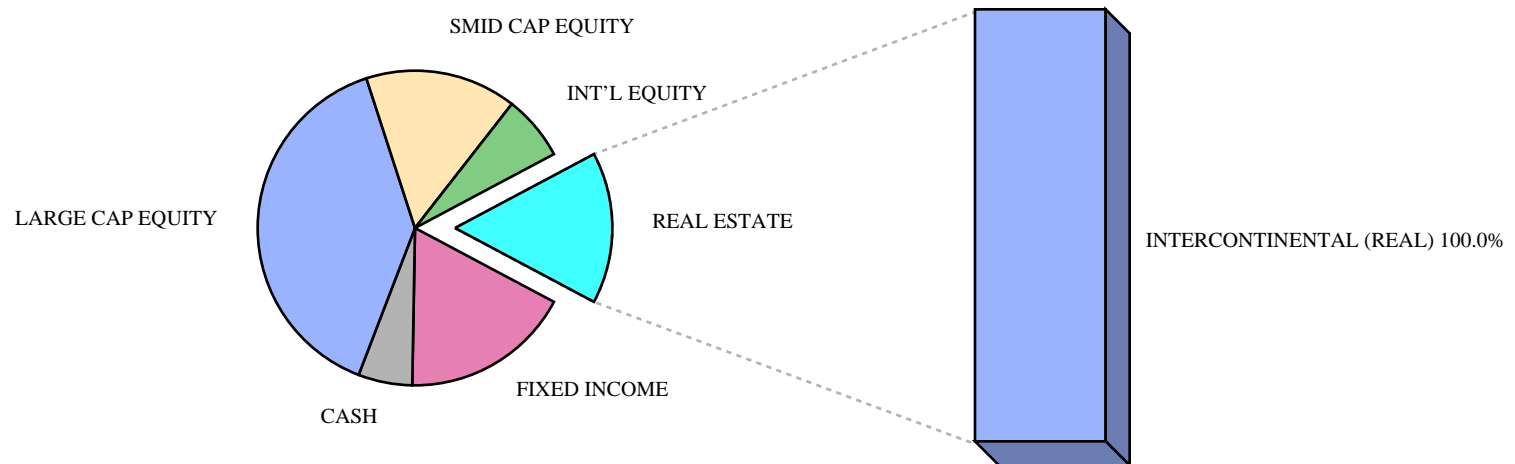 SMID CAP EQUITY
INT'L EQUITY
LARGE CAP EQUITY
REAL ESTATE
INTERCONTINENTAL (REAL) 100.0%
FIXED INCOME
CASH